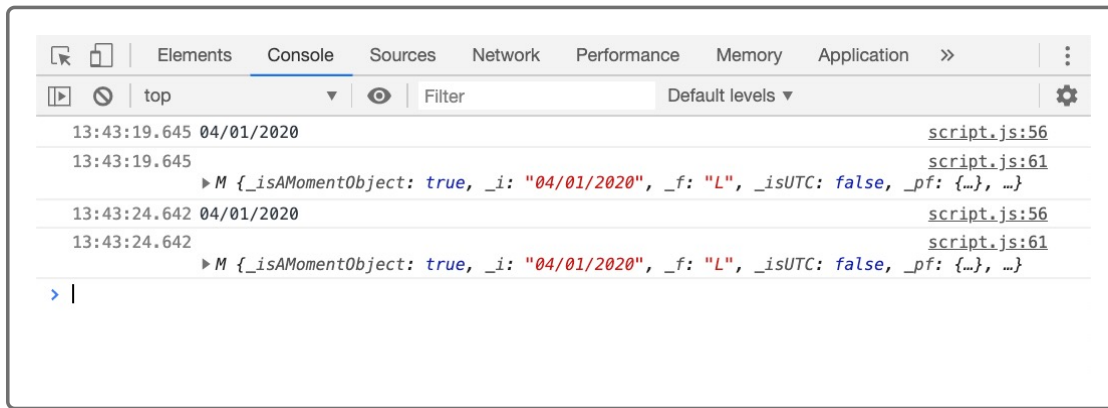 Elements Console Sources Network Performance Memory Application »
top ▼ Filter Default levels ▼
13:43:19.645 04/01/2020 script.js:56
13:43:19.645 script.js:61
▶ M {_isAMomentObject: true, _i: "04/01/2020", _f: "L", _isUTC: false, _pf: {…}, …}
13:43:24.642 04/01/2020 script.js:56
13:43:24.642 script.js:61
▶ M {_isAMomentObject: true, _i: "04/01/2020", _f: "L", _isUTC: false, _pf: {…}, …}
>